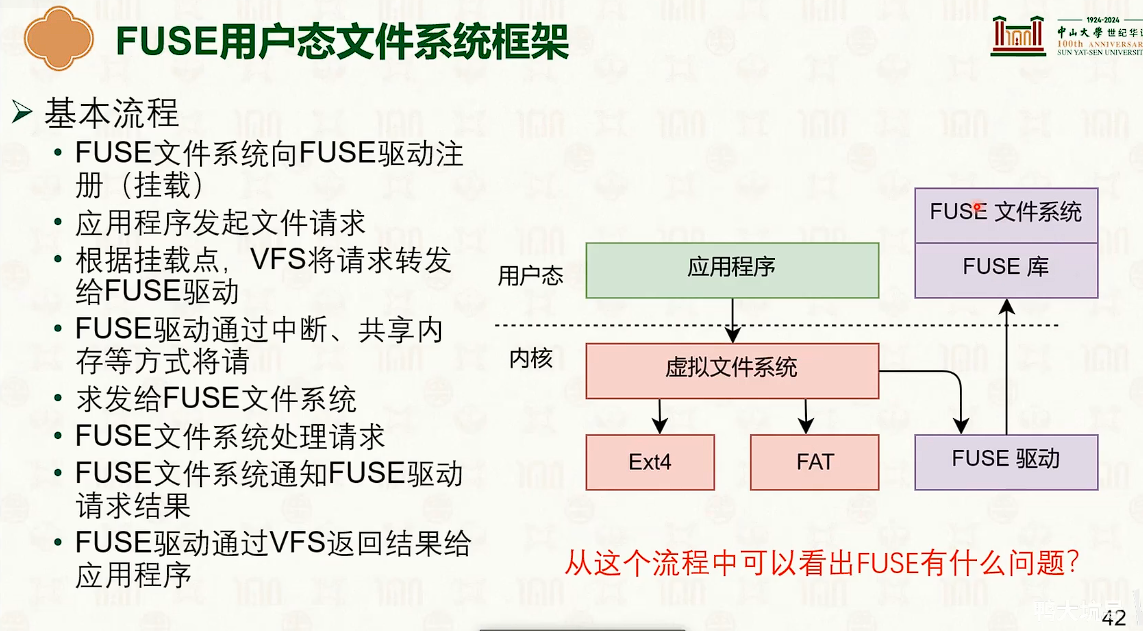 FUSE用户态文件系统框架
1924-2024
中山大學世纪华
100th ANNIVERSAR
SUN YAT-SEN UNIVERSIT
基本流程
FUSE文件系统向FUSE驱动注
册（挂载）
应用程序发起文件请求
根据挂载点，VFS将请求转发
给FUSE驱动
FUSE驱动通过中断、共享内
存等方式将请
求发给FUSE文件系统
FUSE文件系统处理请求
FUSE文件系统通知FUSE驱动
请求结果
FUSE驱动通过VFS返回结果给
应用程序
FUSE 文件系统
FUSE 库
用户态
应用程序
内核
虚拟文件系统
Ext4
FAT
FUSE 驱动
从这个流程中可以看出FUSE有什么问题？
42